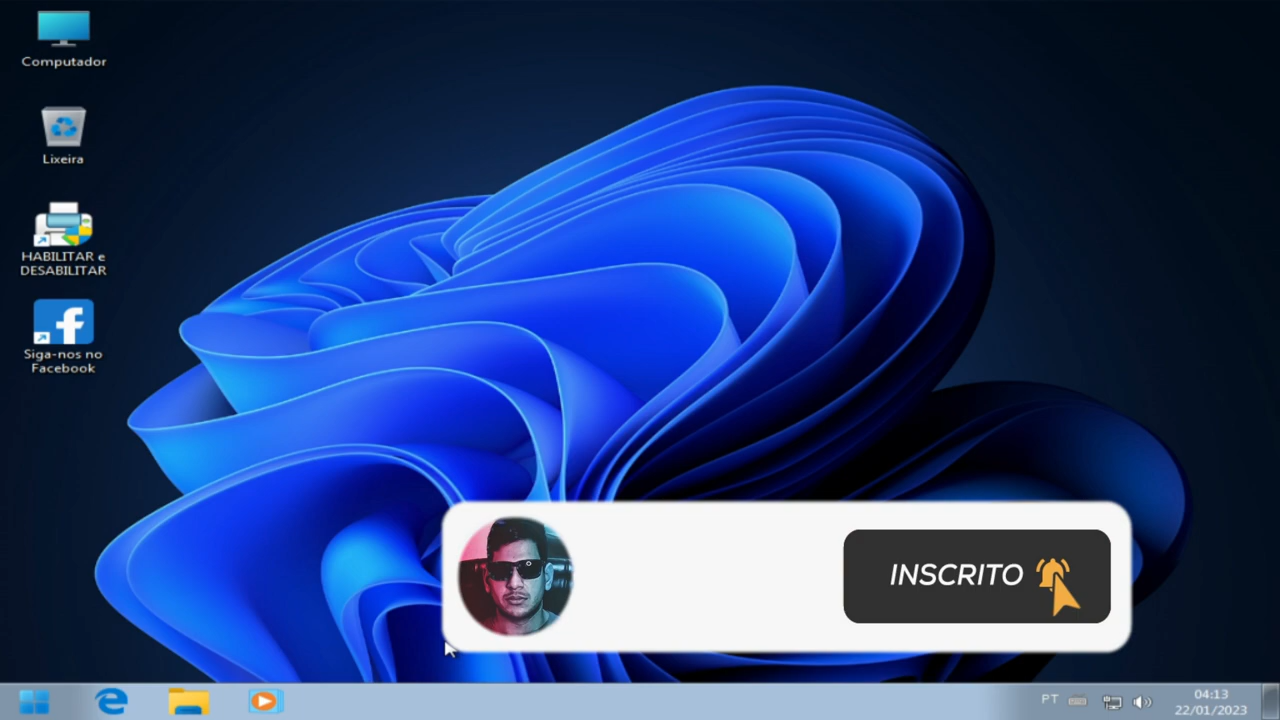 Computador
Lixeira
HABILITAR e
DESABILITAR
Siga-nos no
Facebook
INSCRITO
PT
04:13
22/01/2023